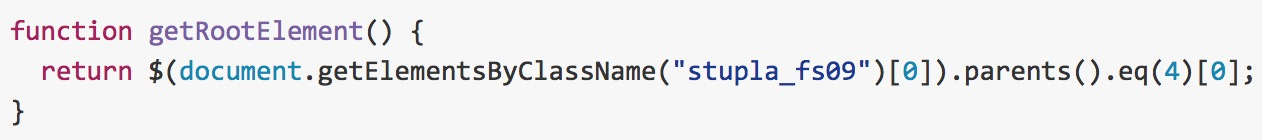 function getRootElement() {
  return $(document.getElementsByClassName("stupla_fs09")[0]).parents().eq(4)[0];
}